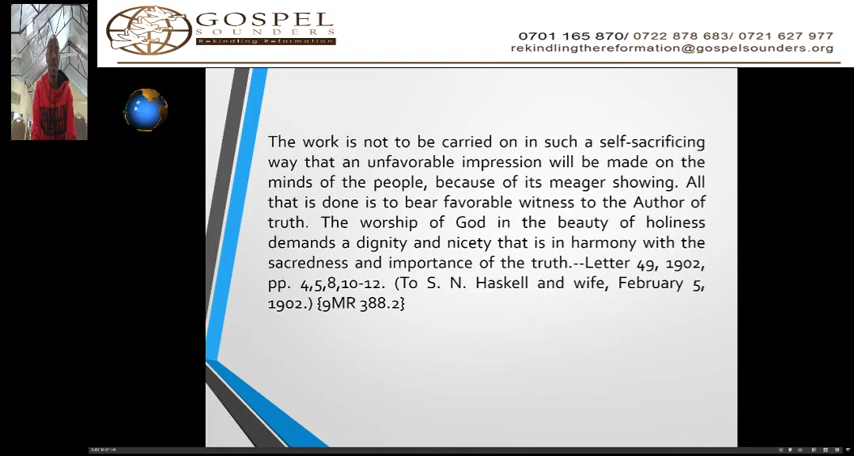 GOSPEL
SOUNDERS
Rekindling Reformation
0701 165 870/ 0722 878 683/ 0721 627 977
rekindlingthereformation@gospelsounders.org
The work is not to be carried on in such a self-sacrificing
way that an unfavorable impression will be made on the
minds of the people, because of its meager showing. All
that is done is to bear favorable witness to the Author of
truth. The worship of God in the beauty of holiness
demands a dignity and nicety that is in harmony with the
sacredness and importance of the truth.--Letter 49, 1902,
pp. 4,5,8,10-12. (To S. N. Haskell and wife, February 5,
1902.) {9MR 388.2}